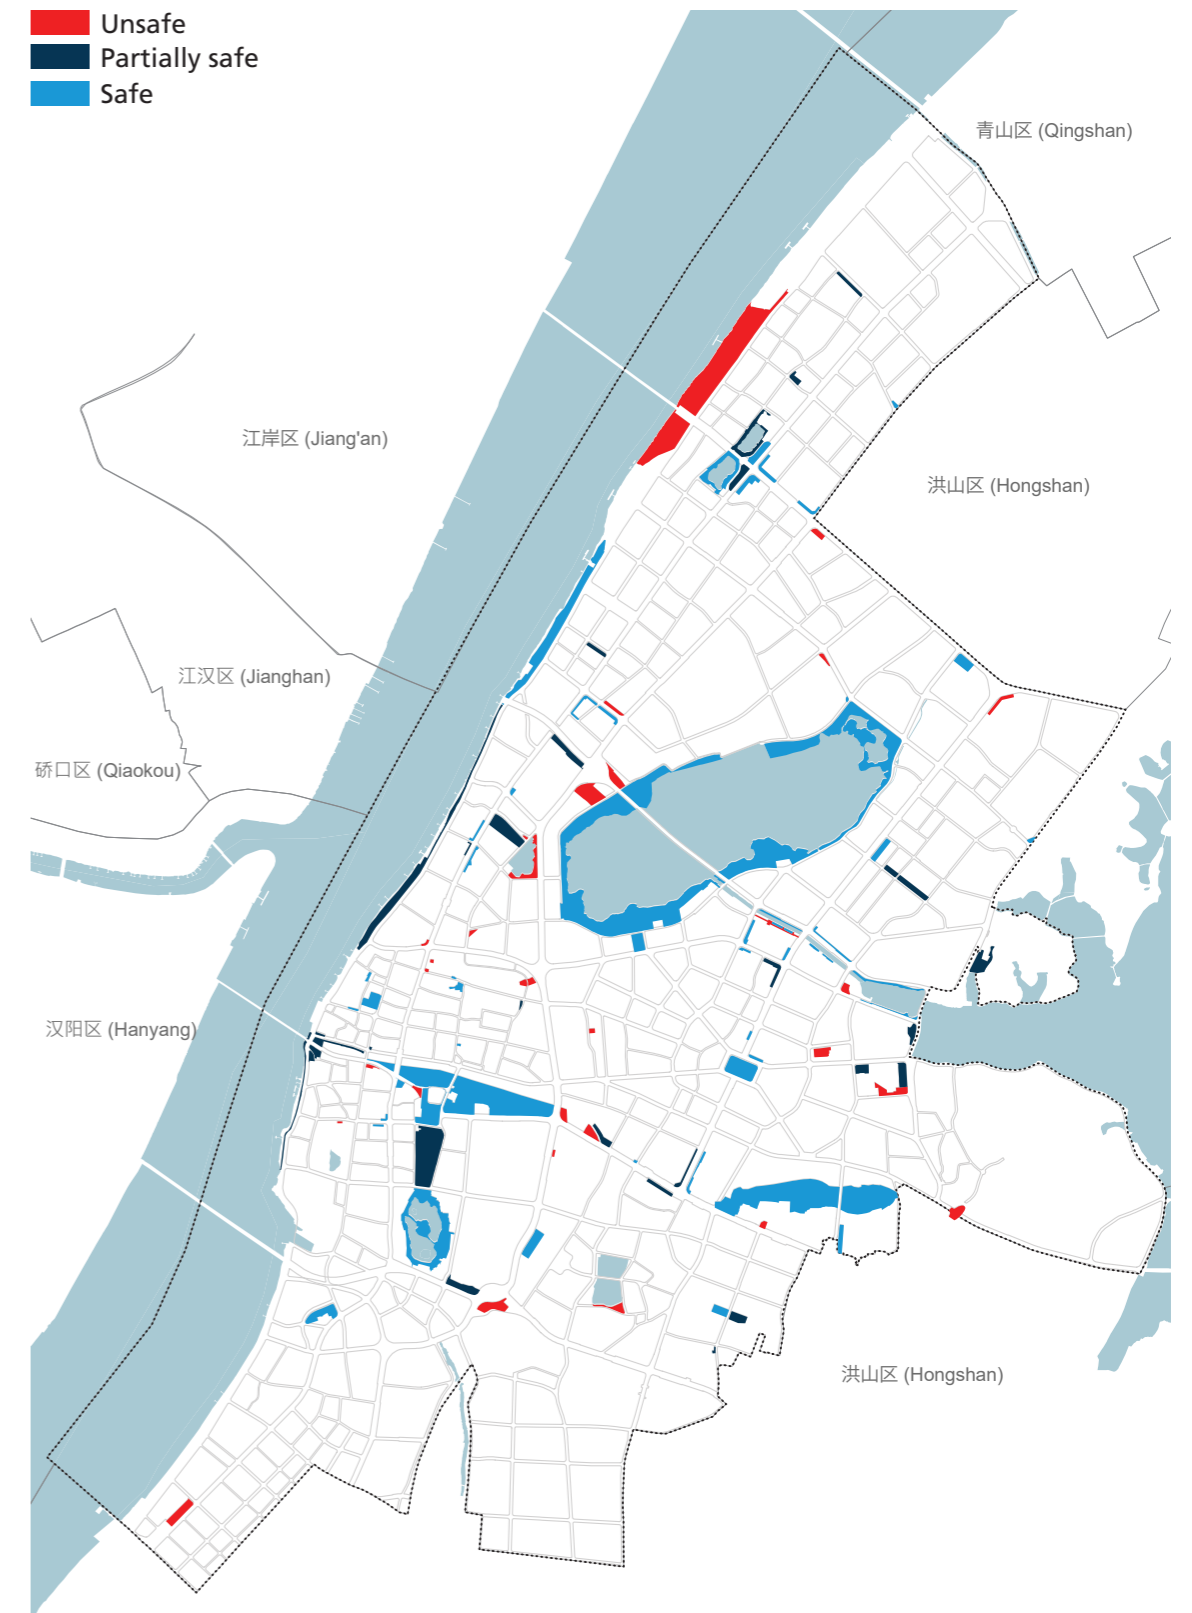 Unsafe
Partially safe
Safe
青山区 (Qingshan)
江岸区 (Jiang'an)
洪山区 (Hongshan)
江汉区 (Jianghan)
硚口区 (Qiaokou)
汉阳区 (Hanyang)
洪山区 (Hongshan)